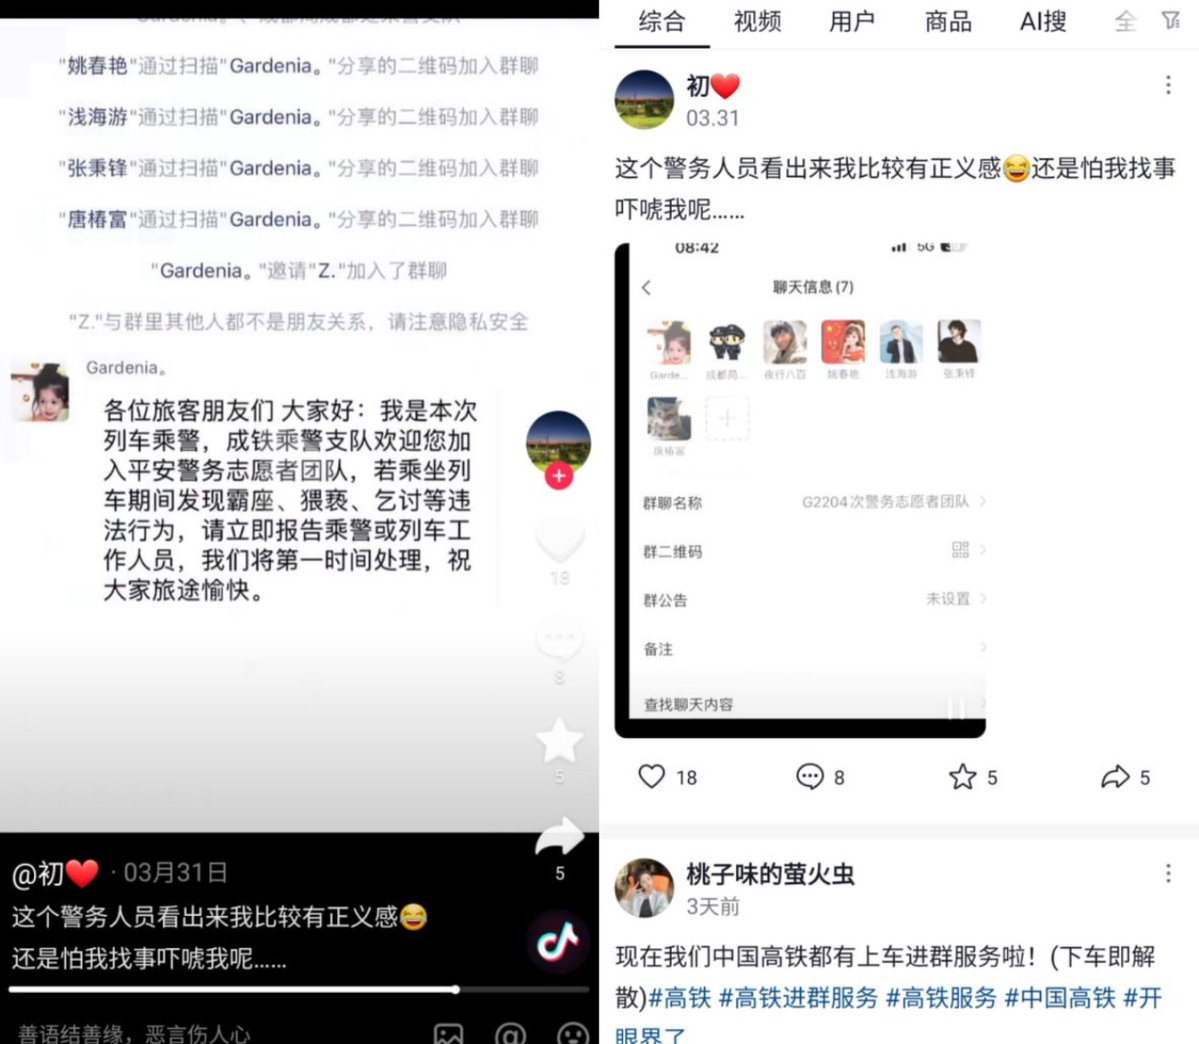 "姚春艳"通过扫描"Gardenia。"分享的二维码加入群聊
"浅海游"通过扫描"Gardenia。"分享的二维码加入群聊
"张秉锋"通过扫描"Gardenia。"分享的二维码加入群聊
"唐椿富"通过扫描"Gardenia。"分享的二维码加入群聊
"Gardenia。"邀请"Z."加入了群聊
"Z."与群里其他人都不是朋友关系，请注意隐私安全
Gardenia。
各位旅客朋友们 大家好：我是本次
列车乘警，成铁乘警支队欢迎您加
入平安警务志愿者团队，若乘坐列
车期间发现霸座、猥亵、乞讨等违
法行为，请立即报告乘警或列车工
作人员，我们将第一时间处理，祝
大家旅途愉快。
18
8
5
5
@初❤️ · 03月31日
这个警务人员看出来我比较有正义感😂
还是怕我找事吓唬我呢……
善语结善缘，恶言伤人心
综合 视频 用户 商品 AI搜 全
初❤️
03.31
这个警务人员看出来我比较有正义感😂还是怕我找事
吓唬我呢……
08:42 5G
聊天信息(7)
Garde... 成都局... 夜行八百 姚春艳 浅海游 张秉锋
唐椿富
群聊名称 G2204次警务志愿者团队
群二维码
群公告 未设置
备注
查找聊天内容
18 8 5 5
桃子味的萤火虫
3天前
现在我们中国高铁都有上车进群服务啦！(下车即解
散)#高铁 #高铁进群服务 #高铁服务 #中国高铁 #开
眼界了